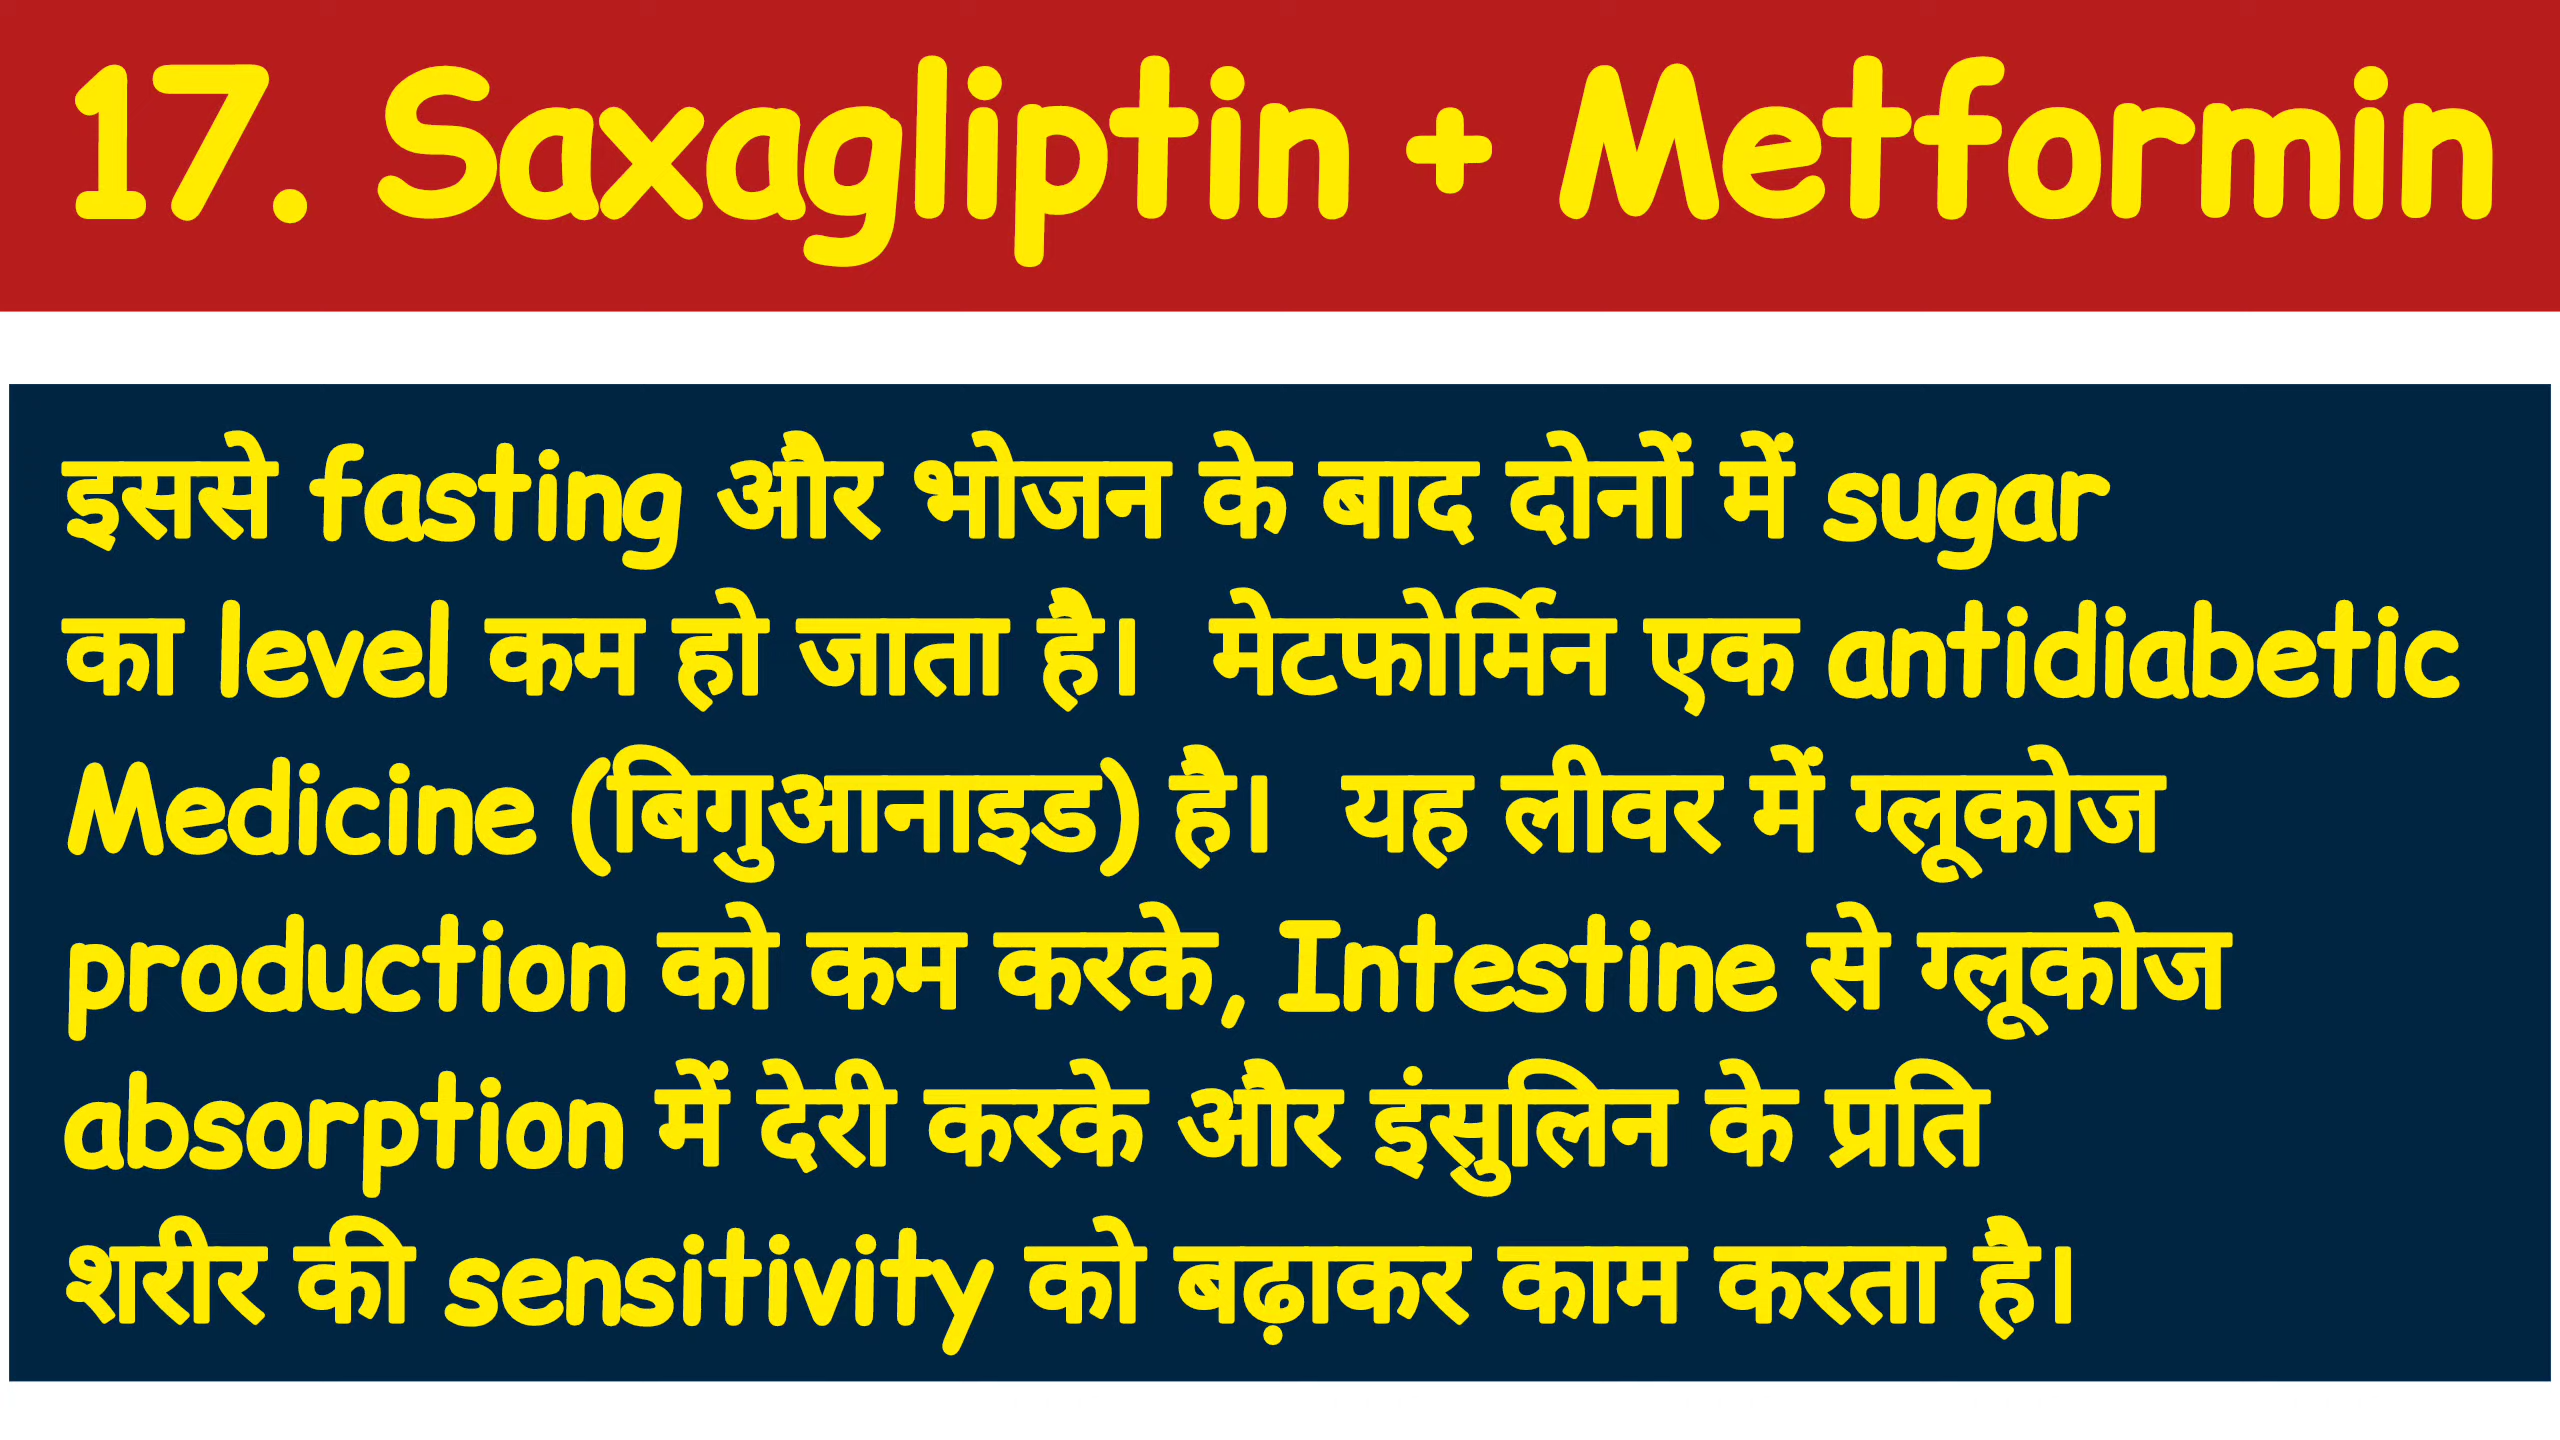 17. Saxagliptin + Metformin
इससे fasting और भोजन के बाद दोनों में sugar
का level कम हो जाता है। मेटफोर्मिन एक antidiabetic
Medicine (बिगुआनाइड) है। यह लीवर में ग्लूकोज
production को कम करके, Intestine से ग्लूकोज
absorption में देरी करके और इंसुलिन के प्रति
शरीर की sensitivity को बढ़ाकर काम करता है।